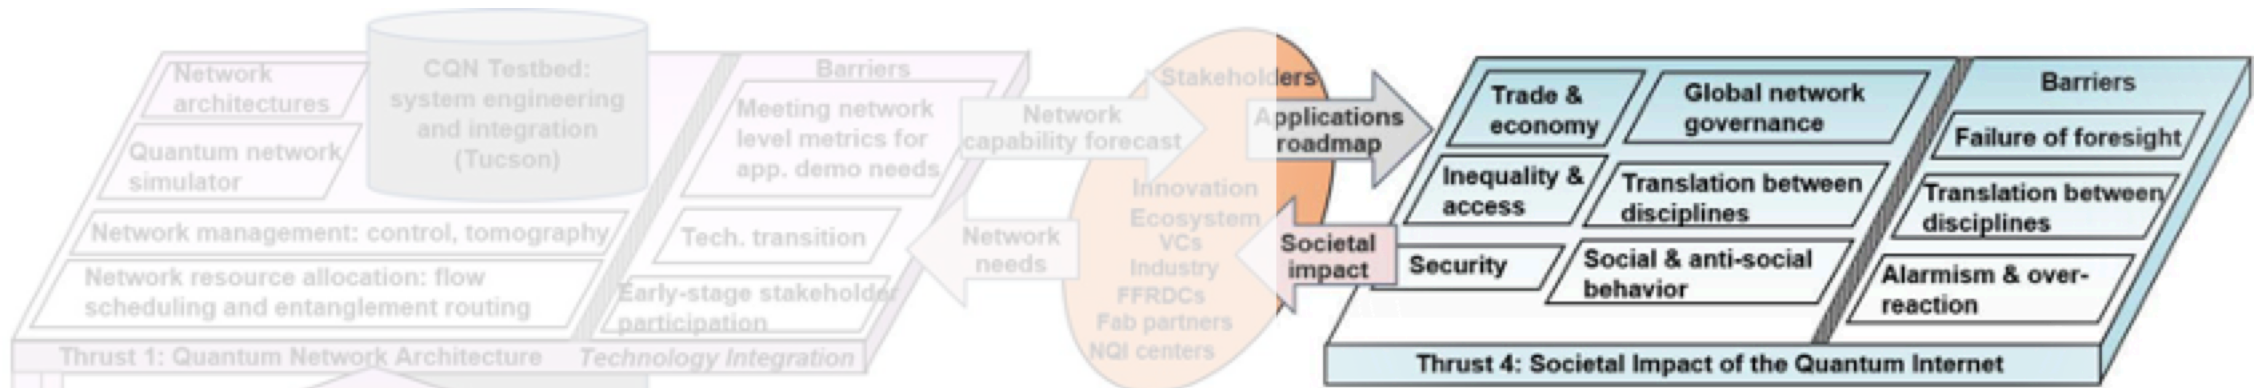 Network
architectures
CQN Testbed:
system engineering
and integration
(Tucson)
Quantum network
simulator
Network management: control, tomography
Network resource allocation: flow
scheduling and entanglement routing
Barriers
Meeting network
level metrics for
app. demo needs
Tech. transition
Early-stage stakeholder
participation
Thrust 1: Quantum Network Architecture Technology Integration
Network
capability forecast
Network
needs
Stakeholders
Innovation
Ecosystem
VCs
Industry
FFRDCs
Fab partners
NQI centers
Applications
roadmap
Societal
impact
Trade &
economy
Global network
governance
Inequality &
access
Translation between
disciplines
Security
Social & anti-social
behavior
Barriers
Failure of foresight
Translation between
disciplines
Alarmism & over-
reaction
Thrust 4: Societal Impact of the Quantum Internet